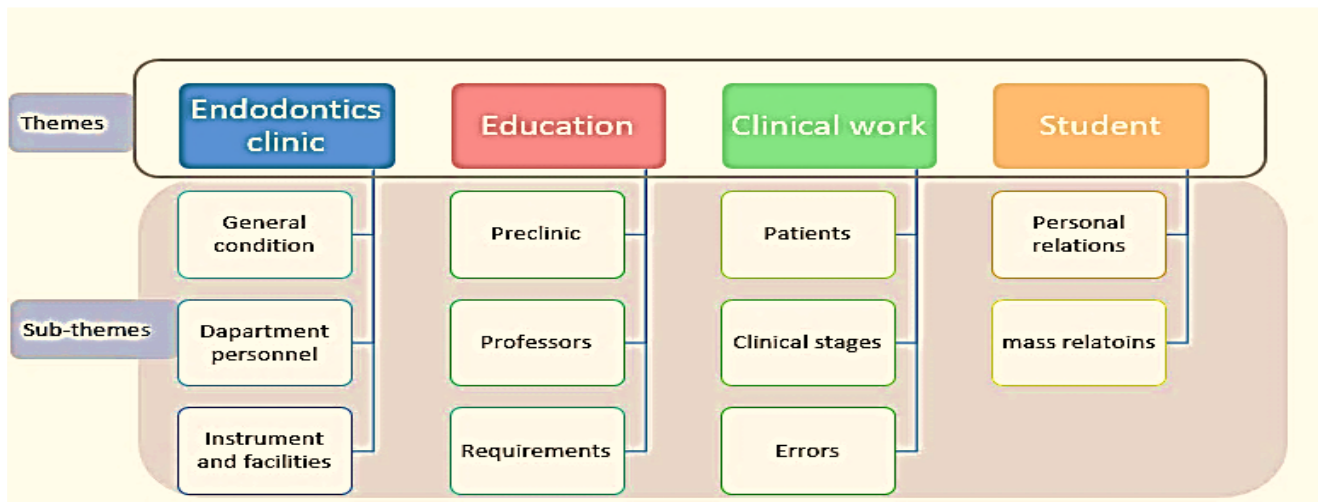 Themes
Endodontics
clinic
Education
Clinical work
Student
Sub-themes
General
condition
Preclinic
Patients
Personal
relations
Dapartment
personnel
Professors
Clinical stages
mass relatoins
Instrument
and facilities
Requirements
Errors